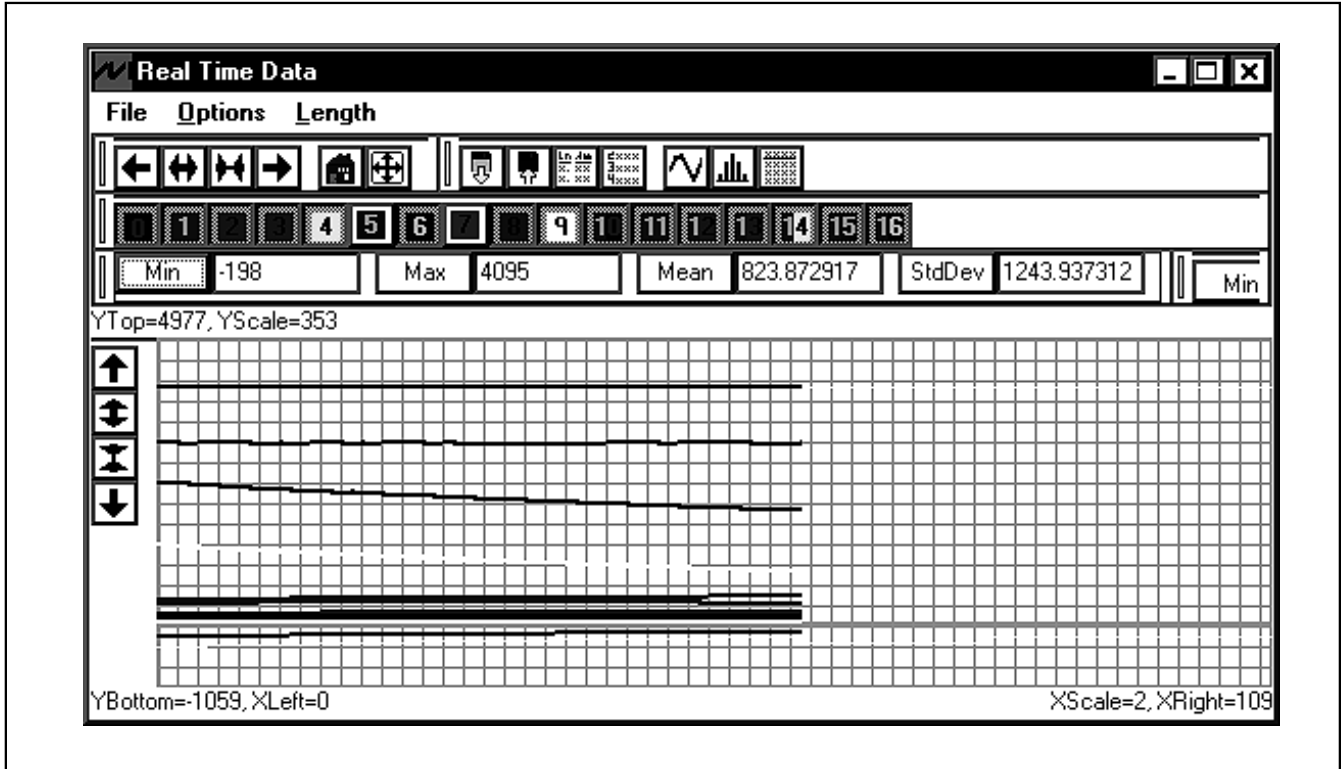 Real Time Data
File Options Length
0 1 2 3 4 5 6 7 8 9 10 11 12 13 14 15 16
Min -198 Max 4095 Mean 823.872917 StdDev 1243.937312 Min
YTop=4977, YScale=353
YBottom=-1059, XLeft=0 XScale=2, XRight=109